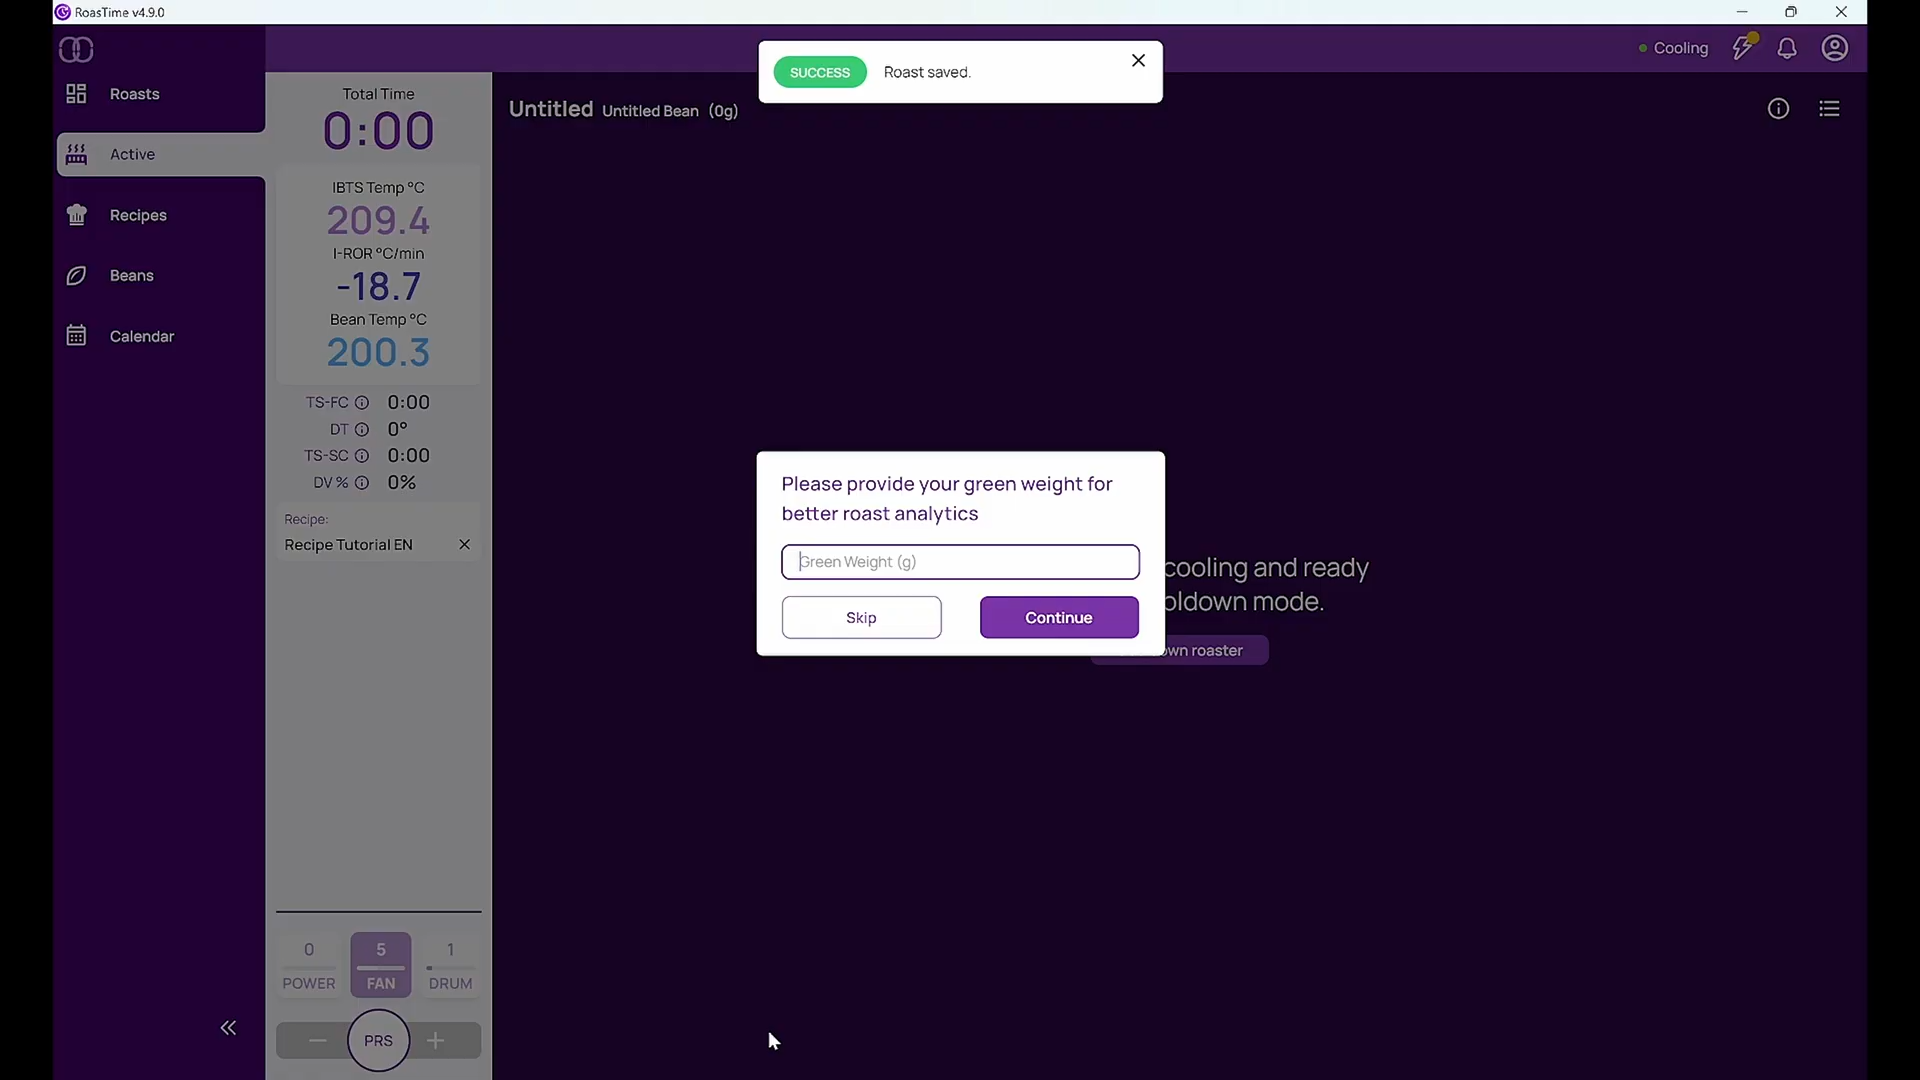 RoasTime v4.9.0
Cooling
SUCCESS Roast saved.
Roasts
Active
Recipes
Beans
Calendar
Total Time
0:00
IBTS Temp °C
209.4
I-ROR °C/min
-18.7
Bean Temp °C
200.3
TS-FC 0:00
DT 0°
TS-SC 0:00
DV % 0%
Recipe:
Recipe Tutorial EN
0 5 1
POWER FAN DRUM
PRS
Untitled Untitled Bean (0g)
Please provide your green weight for
better roast analytics
Green Weight (g)
Skip Continue
cooling and ready
mode.
roaster